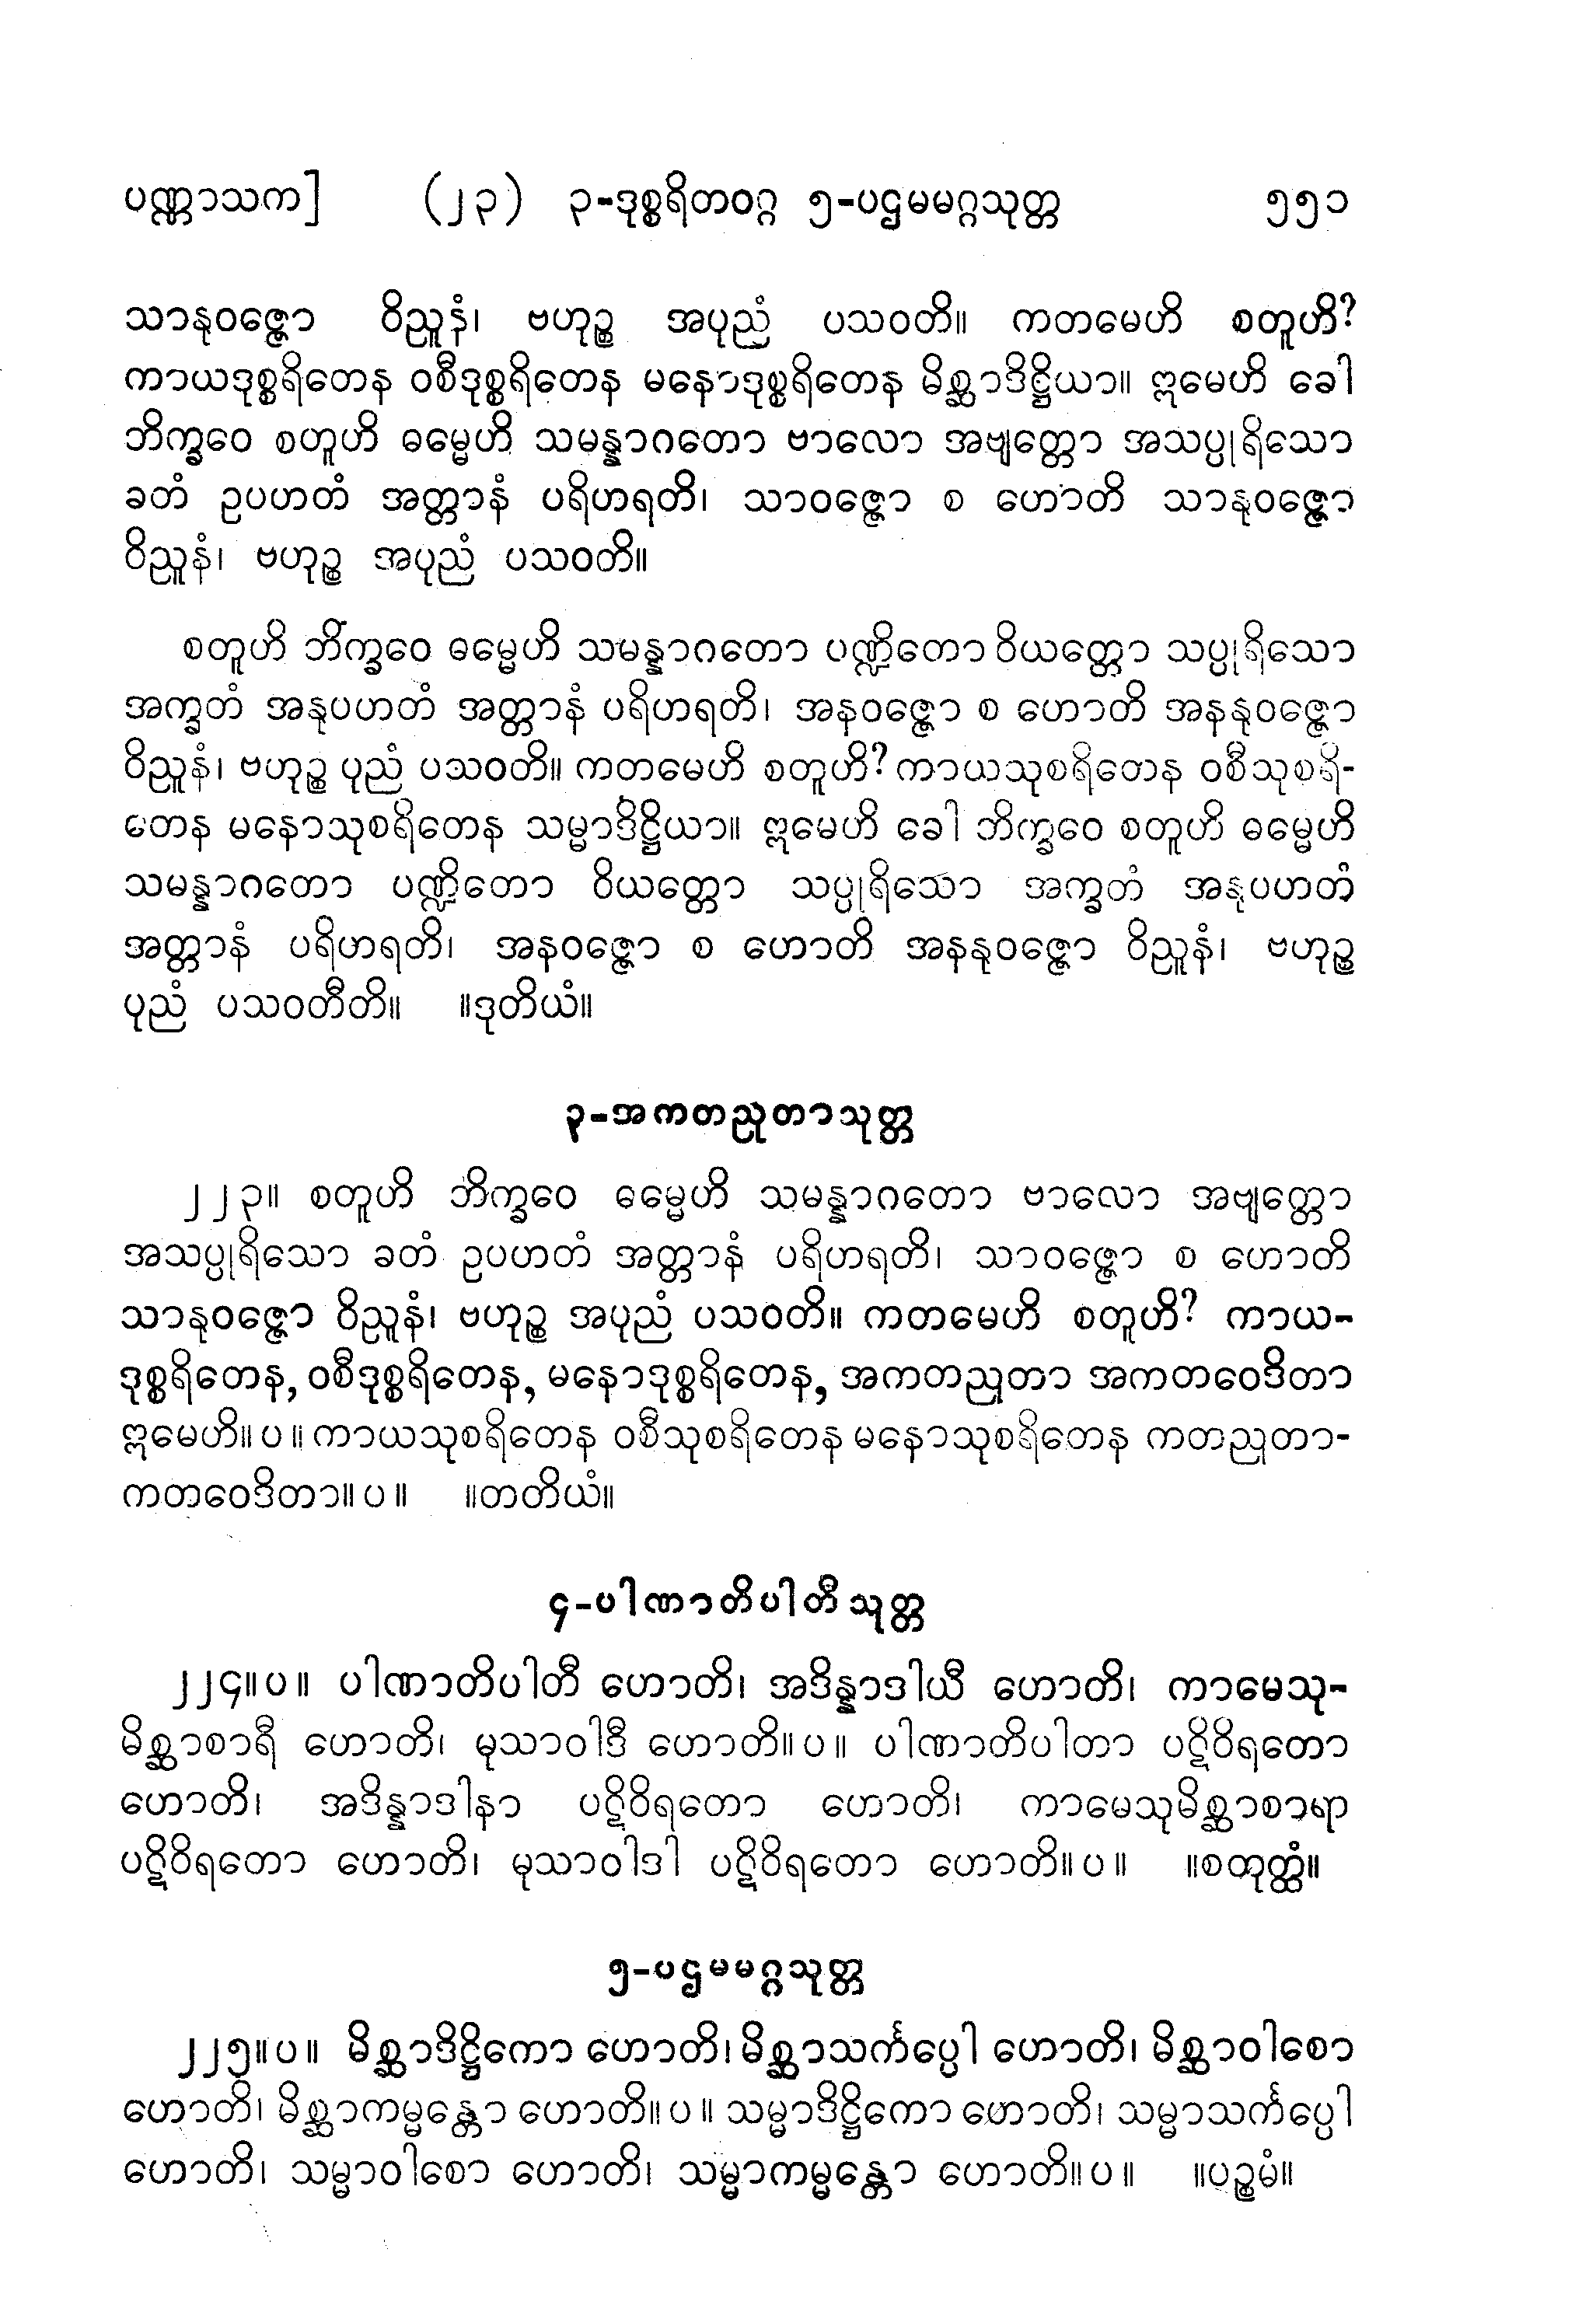 ပဏ္ဏာသက] (၂၃) ၃-ဒုစ္စရိတဝဂ္ဂ ၅-ပဌမမဂ္ဂသုတ္တ ၅၅၁
သာနုဝဇ္ဇော ဝိညူနံ၊ ဗဟုဉ္စ အပုညံ ပသဝတိ။ ကတမေဟိ စတူဟိ?
ကာယဒုစ္စရိတေန ဝစီဒုစ္စရိတေန မနောဒုစ္စရိတေန မိစ္ဆာဒိဋ္ဌိယာ။ ဣမေဟိ ခေါ
ဘိက္ခဝေ စတူဟိ ဓမ္မေဟိ သမန္နာဂတော ဗာလော အဗျတ္တော အသပ္ပုရိသော
ခတံ ဥပဟတံ အတ္တာနံ ပရိဟရတိ၊ သာဝဇ္ဇော စ ဟောတိ သာနုဝဇ္ဇော
ဝိညူနံ၊ ဗဟုဉ္စ အပုညံ ပသဝတိ။
စတူဟိ ဘိက္ခဝေ ဓမ္မေဟိ သမန္နာဂတော ပဏ္ဍိတော ဝိယတ္တော သပ္ပုရိသော
အက္ခတံ အနုပဟတံ အတ္တာနံ ပရိဟရတိ၊ အနဝဇ္ဇော စ ဟောတိ အနနုဝဇ္ဇော
ဝိညူနံ၊ ဗဟုဉ္စ ပုညံ ပသဝတိ။ ကတမေဟိ စတူဟိ? ကာယသုစရိတေန ဝစီသုစရိ-
တေန မနောသုစရိတေန သမ္မာဒိဋ္ဌိယာ။ ဣမေဟိ ခေါ ဘိက္ခဝေ စတူဟိ ဓမ္မေဟိ
သမန္နာဂတော ပဏ္ဍိတော ဝိယတ္တော သပ္ပုရိသော အက္ခတံ အနုပဟတံ
အတ္တာနံ ပရိဟရတိ၊ အနဝဇ္ဇော စ ဟောတိ အနနုဝဇ္ဇော ဝိညူနံ၊ ဗဟုဉ္စ
ပုညံ ပသဝတီတိ။ ။ဒုတိယံ။
၃-အကတညုတာသုတ္တ
၂၂၃။ စတူဟိ ဘိက္ခဝေ ဓမ္မေဟိ သမန္နာဂတော ဗာလော အဗျတ္တော
အသပ္ပုရိသော ခတံ ဥပဟတံ အတ္တာနံ ပရိဟရတိ၊ သာဝဇ္ဇော စ ဟောတိ
သာနုဝဇ္ဇော ဝိညူနံ၊ ဗဟုဉ္စ အပုညံ ပသဝတိ။ ကတမေဟိ စတူဟိ? ကာယ-
ဒုစ္စရိတေန, ဝစီဒုစ္စရိတေန, မနောဒုစ္စရိတေန, အကတညုတာ အကတဝေဒိတာ
ဣမေဟိ။ပ။ ကာယသုစရိတေန ဝစီသုစရိတေန မနောသုစရိတေန ကတညုတာ-
ကတဝေဒိတာ။ပ။ ။တတိယံ။
၄-ပါဏာတိပါတီသုတ္တ
၂၂၄။ပ။ ပါဏာတိပါတီ ဟောတိ၊ အဒိန္နာဒါယီ ဟောတိ၊ ကာမေသု-
မိစ္ဆာစာရီ ဟောတိ၊ မုသာဝါဒီ ဟောတိ။ပ။ ပါဏာတိပါတာ ပဋိဝိရတော
ဟောတိ၊ အဒိန္နာဒါနာ ပဋိဝိရတော ဟောတိ၊ ကာမေသုမိစ္ဆာစာရာ
ပဋိဝိရတော ဟောတိ၊ မုသာဝါဒါ ပဋိဝိရတော ဟောတိ။ပ။ ။စတုတ္ထံ။
၅-ပဌမမဂ္ဂသုတ္တ
၂၂၅။ပ။ မိစ္ဆာဒိဋ္ဌိကော ဟောတိ၊ မိစ္ဆာသင်္ကပ္ပေါ ဟောတိ၊ မိစ္ဆာဝါစော
ဟောတိ၊ မိစ္ဆာကမ္မန္တော ဟောတိ။ပ။ သမ္မာဒိဋ္ဌိကော ဟောတိ၊ သမ္မာသင်္ကပ္ပေါ
ဟောတိ၊ သမ္မာဝါစော ဟောတိ၊ သမ္မာကမ္မန္တော ဟောတိ။ပ။ ။ပဉ္စမံ။